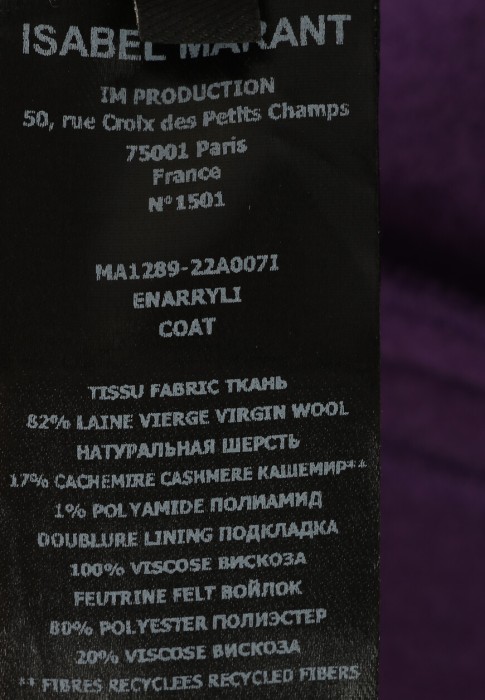 ISABEL MARANT
IM PRODUCTION
50, rue Croix des Petits Champs
75001 Paris
France
N°1501
MA1289-22A007I
ENARRYLI
COAT
TISSU FABRIC ТКАНЬ
82% LAINE VIERGE VIRGIN WOOL
НАТУРАЛЬНАЯ ШЕРСТЬ
17% CACHEMIRE CASHMERE КАШЕМИР**
1% POLYAMIDE ПОЛИАМИД
DOUBLURE LINING ПОДКЛАДКА
100% VISCOSE ВИСКОЗА
FEUTRINE FELT ВОЙЛОК
80% POLYESTER ПОЛИЭСТЕР
20% VISCOSE ВИСКОЗА
** FIBRES RECYCLEES RECYCLED FIBERS